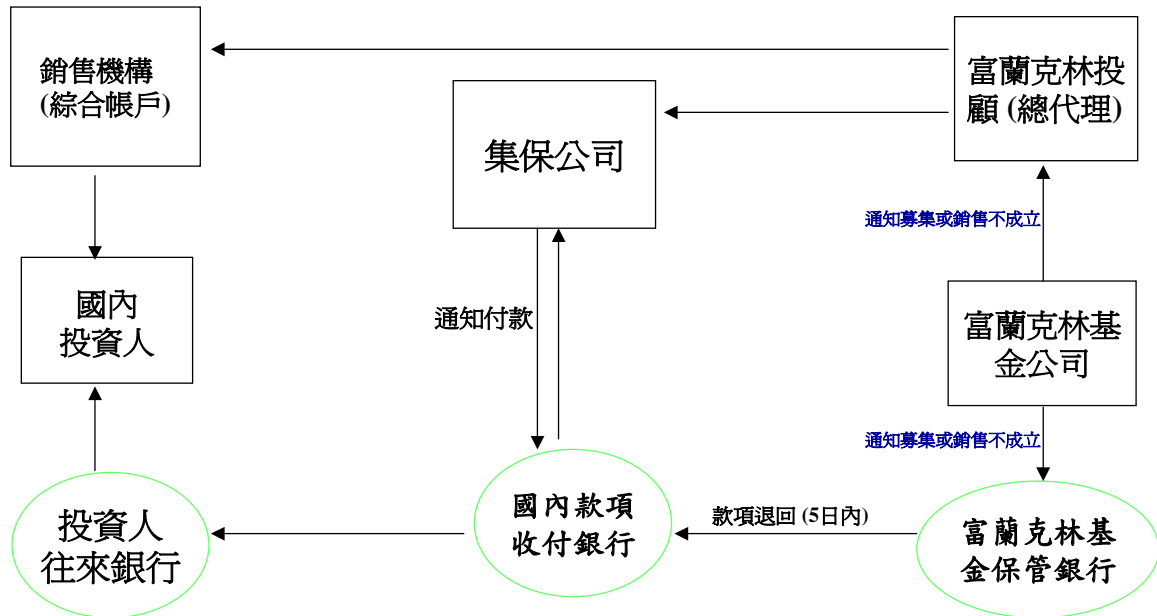 銷售機構
(綜合帳戶)
富蘭克林投
顧 (總代理)
集保公司
通知募集或銷售不成立
國內
投資人
通知付款
富蘭克林基
金公司
通知募集或銷售不成立
投資人
往來銀行
國內款項
收付銀行
款項退回 (5日內)
富蘭克林基
金保管銀行